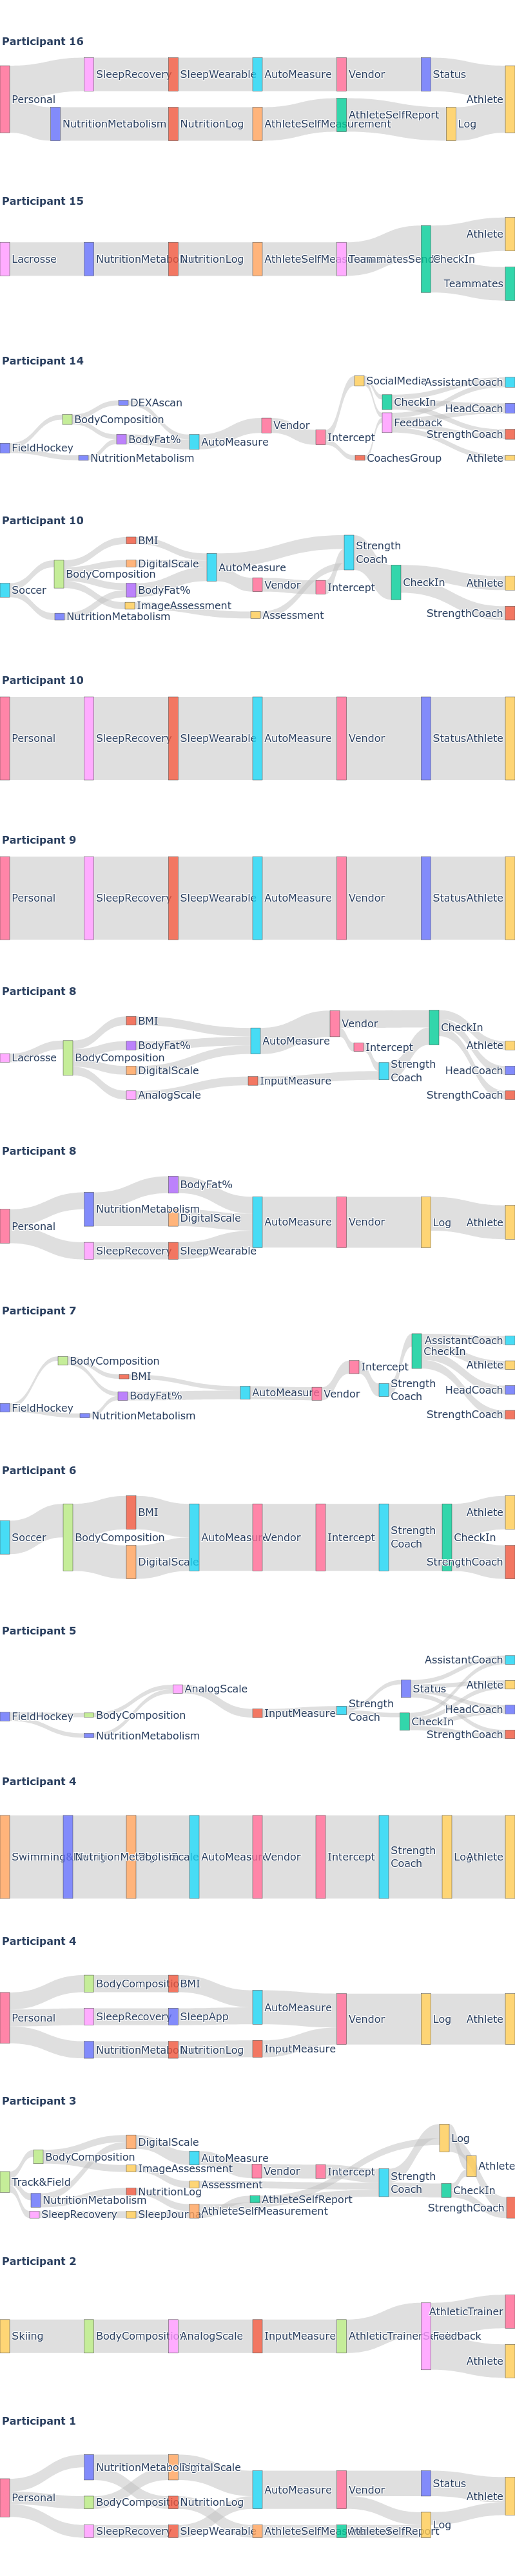 Participant 16
SleepRecovery SleepWearable AutoMeasure Vendor Status
Personal Athlete
NutritionMetabolism NutritionLog AthleteSelfMeasurement AthleteSelfReport Log
Participant 15
Athlete
Lacrosse NutritionMetabolism NutritionLog CheckIn
Teammates
Participant 14
SocialMedia AssistantCoach
DEXAscan CheckIn
HeadCoach
BodyComposition Vendor Feedback
BodyFat% AutoMeasure Intercept StrengthCoach
FieldHockey
NutritionMetabolism CoachesGroup Athlete
Participant 10
BMI Strength
Coach
DigitalScale AutoMeasure
BodyComposition
Vendor Intercept CheckIn Athlete
Soccer BodyFat%
ImageAssessment
NutritionMetabolism Assessment StrengthCoach
Participant 10
Personal SleepRecovery SleepWearable AutoMeasure Vendor Status Athlete
Participant 9
Personal SleepRecovery SleepWearable AutoMeasure Vendor Status Athlete
Participant 8
BMI Vendor CheckIn
BodyFat% AutoMeasure Intercept Athlete
Lacrosse BodyComposition
DigitalScale Strength
Coach HeadCoach
InputMeasure
AnalogScale StrengthCoach
Participant 8
BodyFat%
NutritionMetabolism
DigitalScale
Personal AutoMeasure Vendor Log Athlete
SleepRecovery SleepWearable
Participant 7
AssistantCoach
CheckIn
BodyComposition Intercept Athlete
BMI
BodyFat% AutoMeasure Vendor Strength
Coach HeadCoach
FieldHockey
NutritionMetabolism StrengthCoach
Participant 6
BMI Athlete
Soccer BodyComposition AutoMeasure Vendor Intercept Strength
Coach CheckIn
DigitalScale StrengthCoach
Participant 5
AssistantCoach
AnalogScale Status Athlete
FieldHockey BodyComposition InputMeasure Strength
Coach HeadCoach
CheckIn
NutritionMetabolism StrengthCoach
Participant 4
NutritionMetabolism AutoMeasure Vendor Intercept Strength
Coach Log Athlete
Participant 4
BodyComposition BMI
AutoMeasure
Personal SleepRecovery SleepApp Vendor Log Athlete
NutritionMetabolism NutritionLog InputMeasure
Participant 3
DigitalScale Log
BodyComposition AutoMeasure
ImageAssessment Vendor Intercept Athlete
Track&Field Assessment Strength
Coach CheckIn
NutritionLog
NutritionMetabolism AthleteSelfReport StrengthCoach
SleepRecovery SleepJournal AthleteSelfMeasurement
Participant 2
AthleticTrainer
Skiing BodyComposition AnalogScale InputMeasure Feedback
Athlete
Participant 1
NutritionMetabolism DigitalScale
AutoMeasure Vendor Status
Personal Athlete
BodyComposition NutritionLog
Log
SleepRecovery SleepWearable AthleteSelfMeasurement AthleteSelfReport